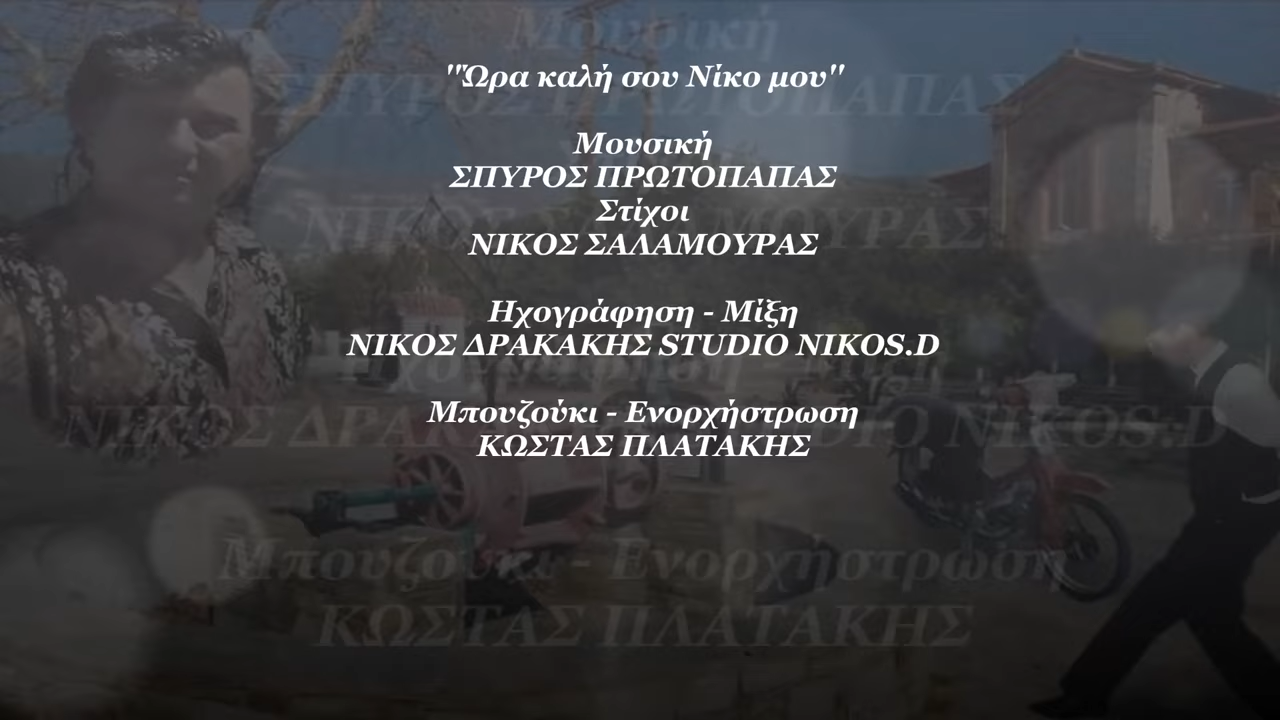 "Ώρα καλή σου Νίκο μου"
Μουσική
ΣΠΥΡΟΣ ΠΡΩΤΟΠΑΠΑΣ
Στίχοι
ΝΙΚΟΣ ΣΑΛΑΜΟΥΡΑΣ
Ηχογράφηση - Μίξη
ΝΙΚΟΣ ΔΡΑΚΑΚΗΣ STUDIO NIKOS.D
Μπουζούκι - Ενορχήστρωση
ΚΩΣΤΑΣ ΠΛΑΤΑΚΗΣ